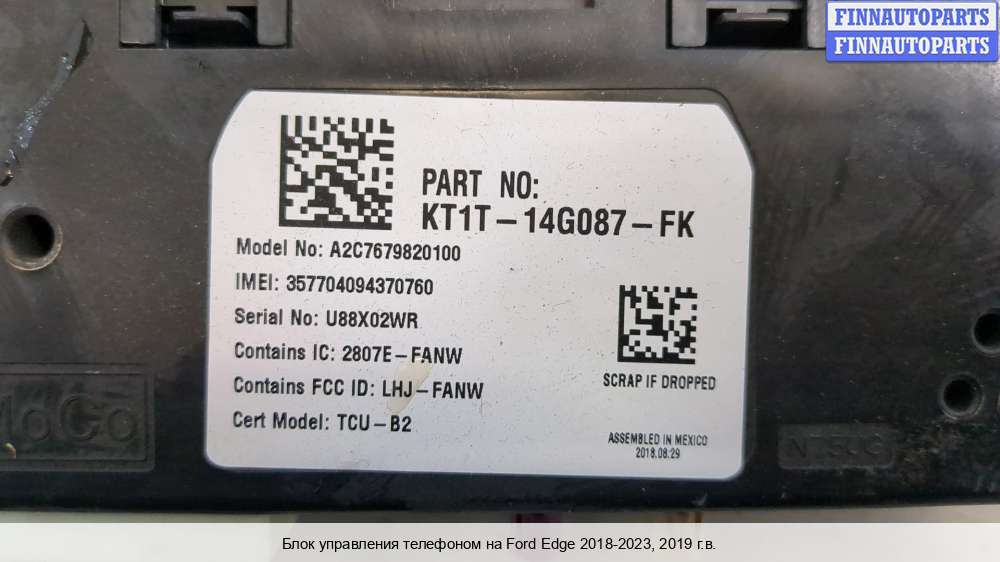 FINNAUTOPARTS
FINNAUTOPARTS
PART NO:
KT1T-14G087-FK
Model No: A2C7679820100
IMEI: 357704094370760
Serial No: U88X02WR
Contains IC: 2807E-FANW
Contains FCC ID: LHJ-FANW
Cert Model: TCU-B2
SCRAP IF DROPPED
ASSEMBLED IN MEXICO
2018.08.29
MoCo
Блок управления телефоном на Ford Edge 2018-2023, 2019 г.в.